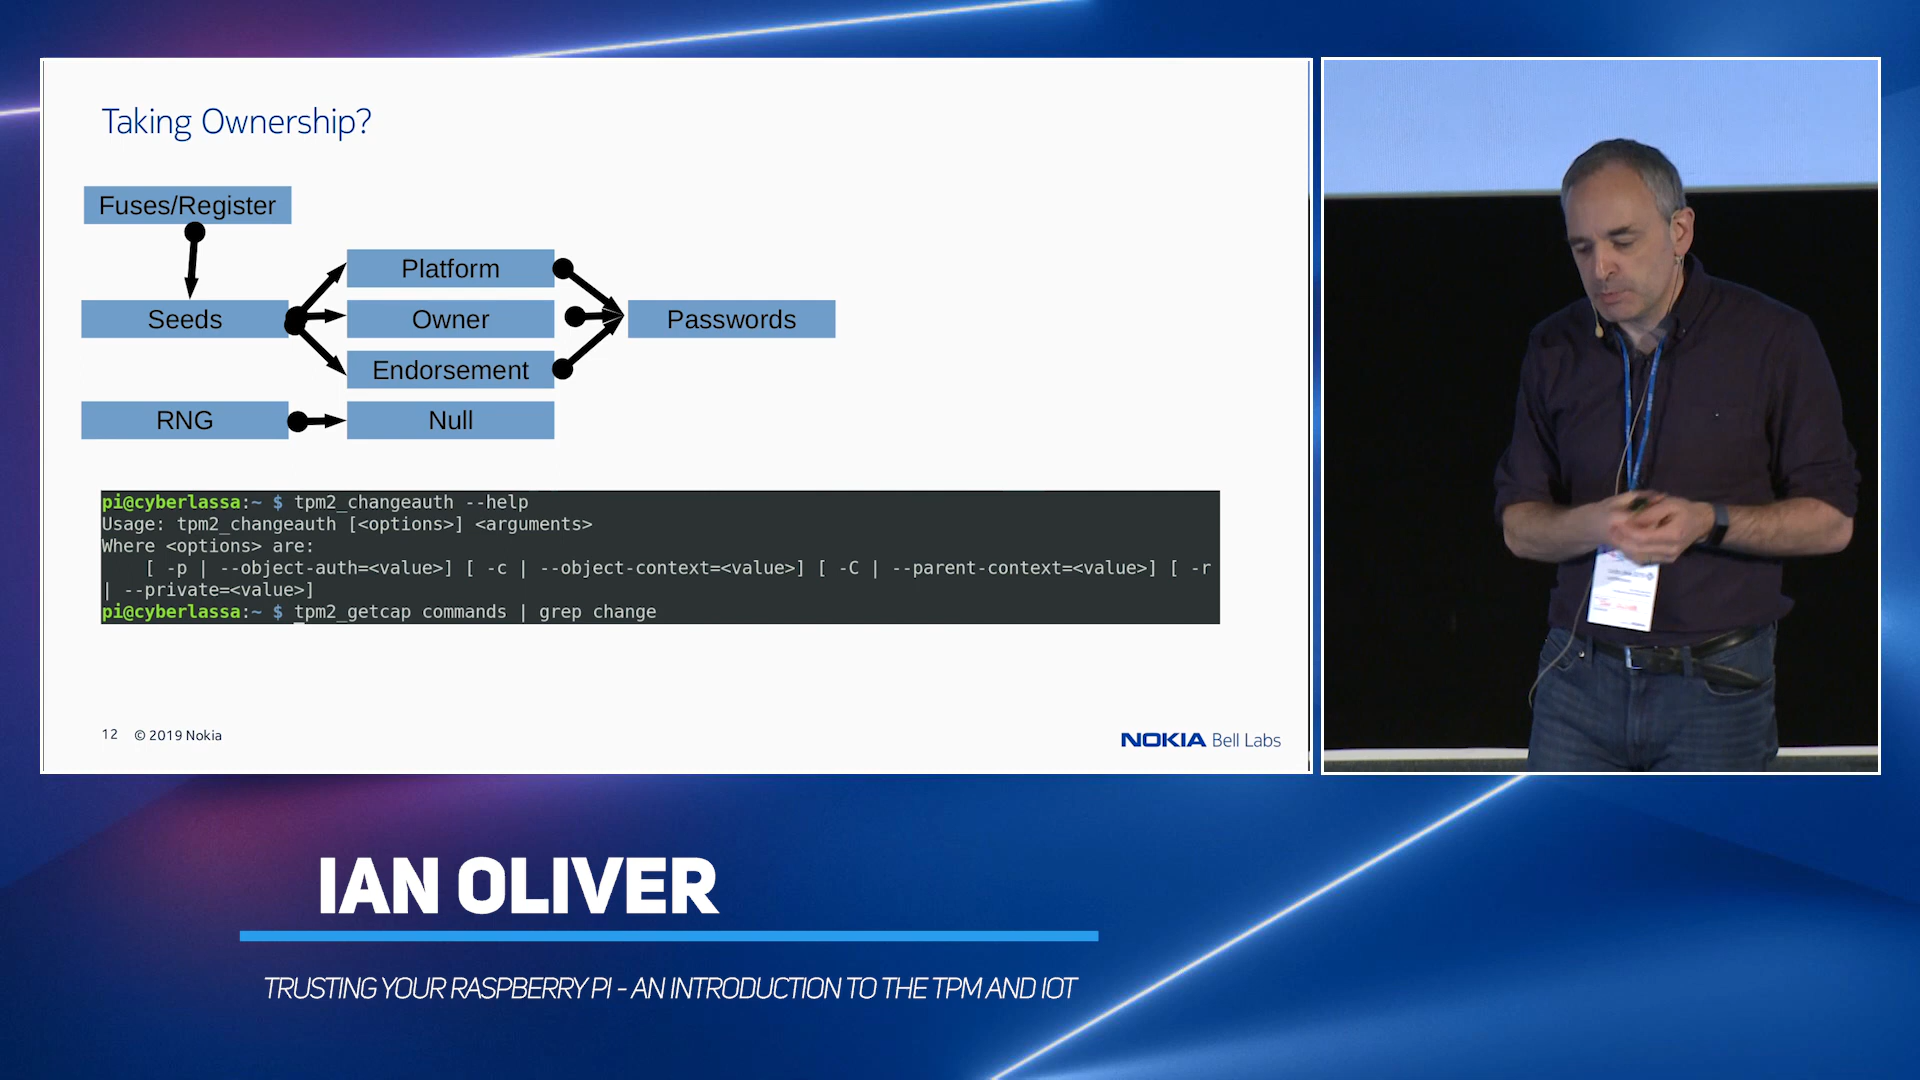 Taking Ownership?
Fuses/Register
Platform
Seeds
Owner
Passwords
Endorsement
RNG
Null
pi@cyberlassa:~ $ tpm2_changeauth --help
Usage: tpm2_changeauth [<options>] <arguments>
Where <options> are:
[ -p | --object-auth=<value>] [ -c | --object-context=<value>] [ -C | --parent-context=<value>] [ -r
| --private=<value>]
pi@cyberlassa:~ $ tpm2_getcap commands | grep change
12 © 2019 Nokia
NOKIA Bell Labs
IAN OLIVER
TRUSTING YOUR RASPBERRY PI - AN INTRODUCTION TO THE TPM AND IOT